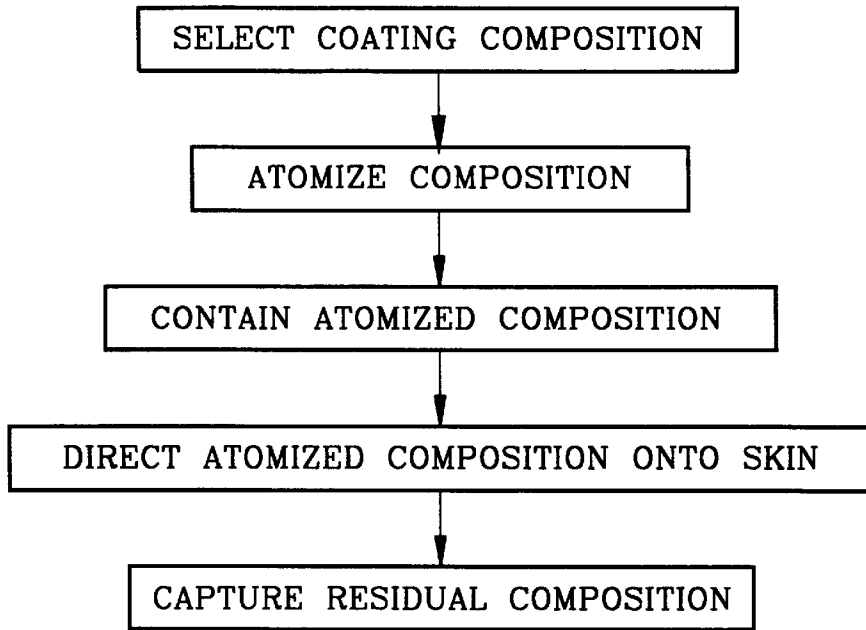 SELECT COATING COMPOSITION
ATOMIZE COMPOSITION
CONTAIN ATOMIZED COMPOSITION
DIRECT ATOMIZED COMPOSITION ONTO SKIN
CAPTURE RESIDUAL COMPOSITION